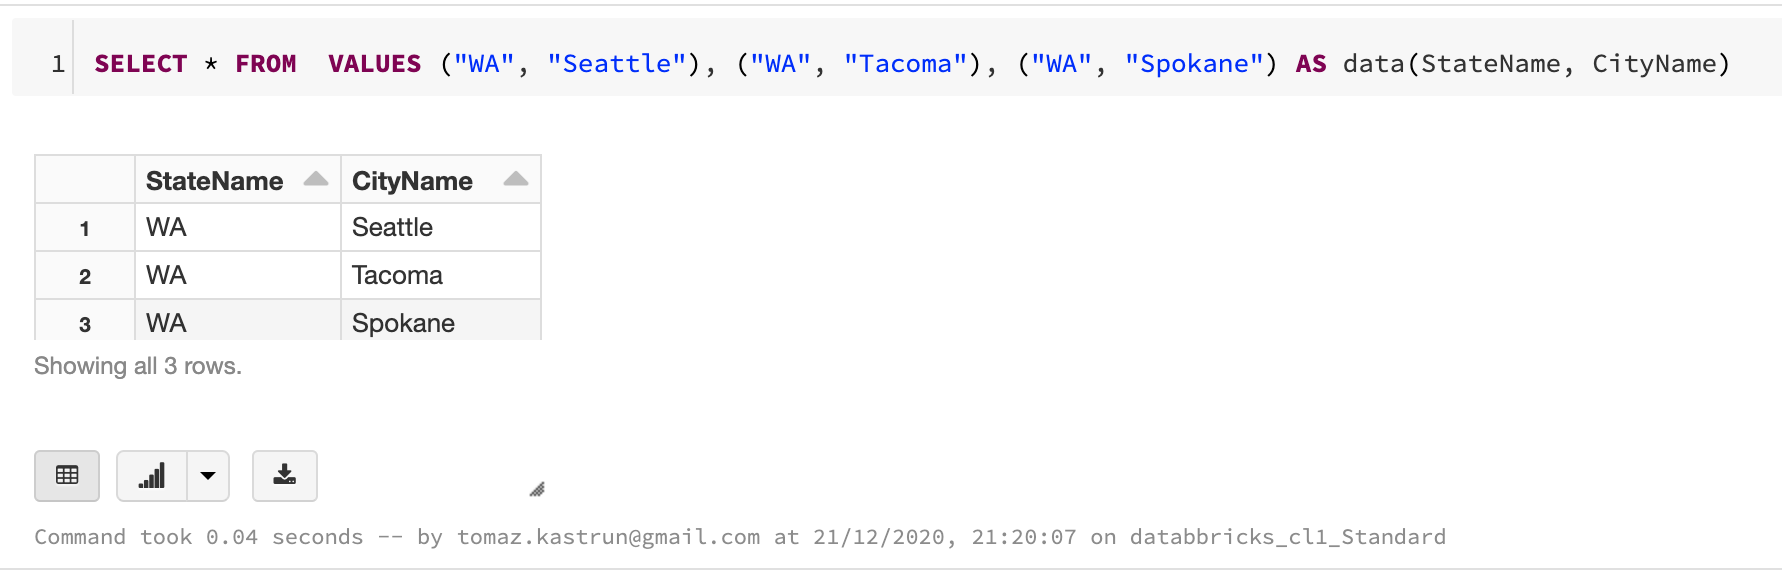 1 SELECT * FROM  VALUES ("WA", "Seattle"), ("WA", "Tacoma"), ("WA", "Spokane") AS data(StateName, CityName)
StateName CityName
1 WA Seattle
2 WA Tacoma
3 WA Spokane
Showing all 3 rows.
Command took 0.04 seconds -- by tomaz.kastrun@gmail.com at 21/12/2020, 21:20:07 on databbricks_cl1_Standard